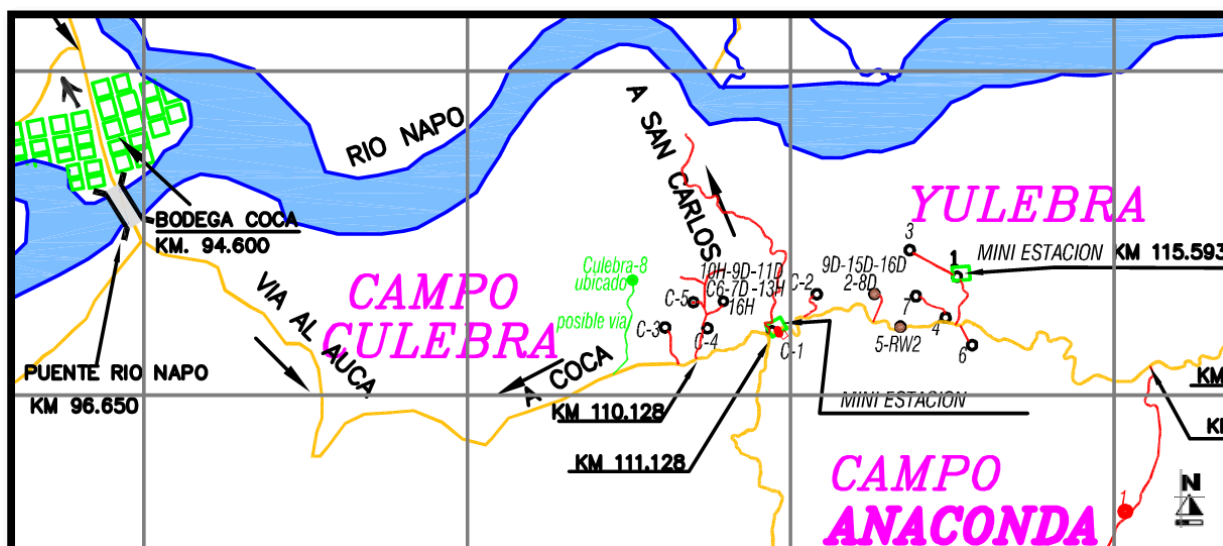 RIO NAPO
A SAN CARLOS
YULEBRA
BODEGA COCA
KM. 94.600
3
MINI ESTACION KM 115.593
1
VIA AL AUCA
CAMPO
CULEBRA
Culebra-8
ubicado
posible via
10H-9D-11D
C6-7D-13H
16H
C-5
C-3
C-4
C-2
9D-15D-16D
2-8D
7
4
5-RW2
6
C-1
A COCA
PUENTE RIO NAPO
KM 96.650
KM 110.128
MINI ESTACION
KM 111.128
KM
CAMPO
ANACONDA
1
N